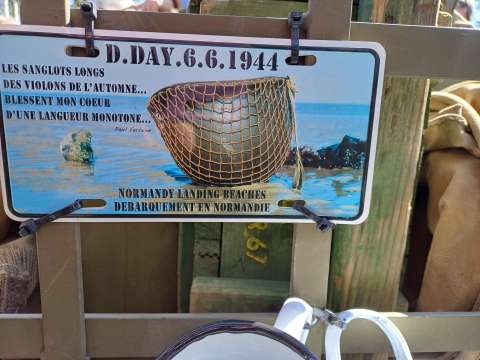 D.DAY.6.6.1944
LES SANGLOTS LONGS
DES VIOLONS DE L'AUTOMNE...
BLESSENT MON COEUR
D'UNE LANGUEUR MONOTONE...
Paul Verlaine
NORMANDY LANDING BEACHES
DEBARQUEMENT EN NORMANDIE